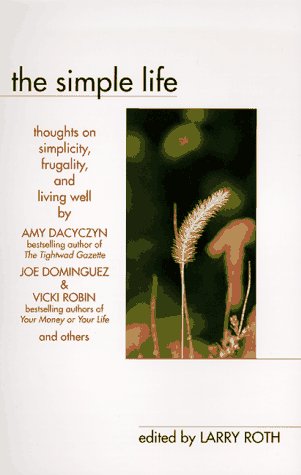 the simple life
thoughts on
simplicity,
frugality,
and
living well
by
AMY DACYCZYN
bestselling author of
The Tightwad Gazette
JOE DOMINGUEZ
&
VICKI ROBIN
bestselling authors of
Your Money or Your Life
and others
edited by LARRY ROTH